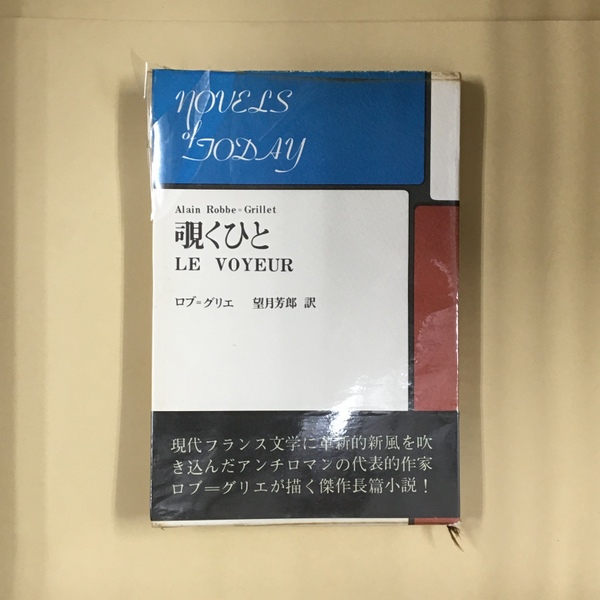 NOVELS
of TODAY
Alain Robbe=Grillet
覗くひと
LE VOYEUR
ロブ=グリエ 望月芳郎 訳
現代フランス文学に革新的新風を吹
き込んだアンチロマンの代表的作家
ロブ=グリエが描く傑作長篇小説!